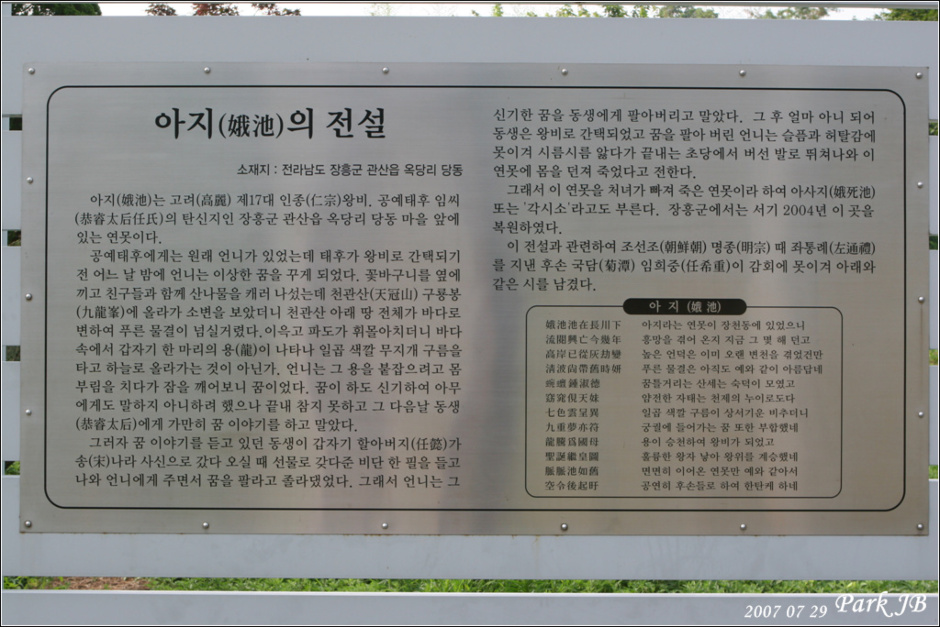 아지(娥池)의 전설
소재지 : 전라남도 장흥군 관산읍 옥당리 당동
아지(娥池)는 고려(高麗) 제17대 인종(仁宗)왕비. 공예태후 임씨
(恭睿太后任氏)의 탄신지인 장흥군 관산읍 옥당리 당동 마을 앞에
있는 연못이다.
공예태후에게는 원래 언니가 있었는데 태후가 왕비로 간택되기
전 어느 날 밤에 언니는 이상한 꿈을 꾸게 되었다. 꽃바구니를 옆에
끼고 친구들과 함께 산나물을 캐러 나섰는데 천관산(天冠山) 구룡봉
(九龍峯)에 올라가 소변을 보았더니 천관산 아래 땅 전체가 바다로
변하여 푸른 물결이 넘실거렸다.이윽고 파도가 휘몰아치더니 바다
속에서 갑자기 한 마리의 용(龍)이 나타나 일곱 색깔 무지개 구름을
타고 하늘로 올라가는 것이 아닌가. 언니는 그 용을 붙잡으려고 몸
부림을 치다가 잠을 깨어보니 꿈이었다. 꿈이 하도 신기하여 아무
에게도 말하지 아니하려 했으나 끝내 참지 못하고 그 다음날 동생
(恭睿太后)에게 가만히 꿈 이야기를 하고 말았다.
그러자 꿈 이야기를 듣고 있던 동생이 갑자기 할아버지(任懿)가
송(宋)나라 사신으로 갔다 오실 때 선물로 갖다준 비단 한 필을 들고
나와 언니에게 주면서 꿈을 팔라고 졸라댔었다. 그래서 언니는 그
신기한 꿈을 동생에게 팔아버리고 말았다. 그 후 얼마 아니 되어
동생은 왕비로 간택되었고 꿈을 팔아 버린 언니는 슬픔과 허탈감에
못이겨 시름시름 앓다가 끝내는 초당에서 버선 발로 뛰쳐나와 이
연못에 몸을 던져 죽었다고 전한다.
그래서 이 연못을 처녀가 빠져 죽은 연못이라 하여 아사지(娥死池)
또는 '각시소'라고도 부른다. 장흥군에서는 서기 2004년 이 곳을
복원하였다.
이 전설과 관련하여 조선조(朝鮮朝) 명종(明宗) 때 좌통례(左通禮)
를 지낸 후손 국담(菊潭) 임희중(任希重)이 감회에 못이겨 아래와
같은 시를 남겼다.
아 지 (娥 池)
娥池池在長川下 아지라는 연못이 장천동에 있었으니
流閱興亡今幾年 흥망을 겪어 온지 지금 그 몇 해 던고
高岸已從灰劫變 높은 언덕은 이미 오랜 변천을 겪었건만
清波尙帶舊時妍 푸른 물결은 아직도 예와 같이 아름답네
蜿蟺鍾淑德 꿈틀거리는 산세는 숙덕이 모였고
窈窕俔天妹 얌전한 자태는 천제의 누이로도다
七色雲呈異 일곱 색깔 구름이 상서기운 비추더니
九重夢亦符 궁궐에 들어가는 꿈 또한 부합했네
龍騰爲國母 용이 승천하여 왕비가 되었고
聖誕繼皇圖 훌륭한 왕자 낳아 왕위를 계승했네
脈脈池如舊 면면히 이어온 연못만 예와 같아서
空令後起盱 공연히 후손들로 하여 한탄케 하네
2007 07 29 Park JB